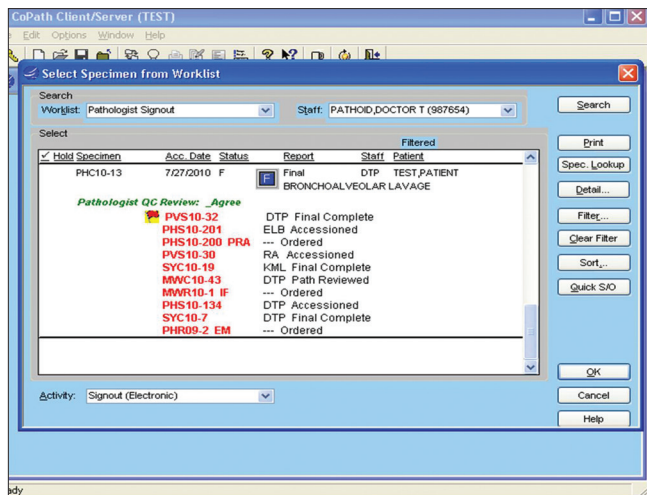 CoPath Client/Server (TEST)
Edit Options Window Help
Select Specimen from Worklist
Search
Worklist: Pathologist Signout Staff: PATHOID,DOCTOR T (987654) Search
Select
Filtered Print
✓ Hold Specimen Acc. Date Status Report Staff Patient
PHC10-13 7/27/2010 F F Final DTP TEST,PATIENT
BRONCHOALVEOLAR LAVAGE
Spec. Lookup
Detail...
Pathologist QC Review: _Agree
PVS10-32 DTP Final Complete
PHS10-201 ELB Accessioned
PHS10-200 PRA --- Ordered
PVS10-30 RA Accessioned
SYC10-19 KML Final Complete
MWC10-43 DTP Path Reviewed
MWR10-1 IF --- Ordered
PHS10-134 DTP Accessioned
SYC10-7 DTP Final Complete
PHR09-2 EM --- Ordered
Filter...
Clear Filter
Sort...
Quick S/O
OK
Activity: Signout (Electronic) Cancel
Help
ady